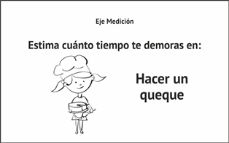 Eje Medición
Estima cuánto tiempo te demoras en:
Hacer un
queque